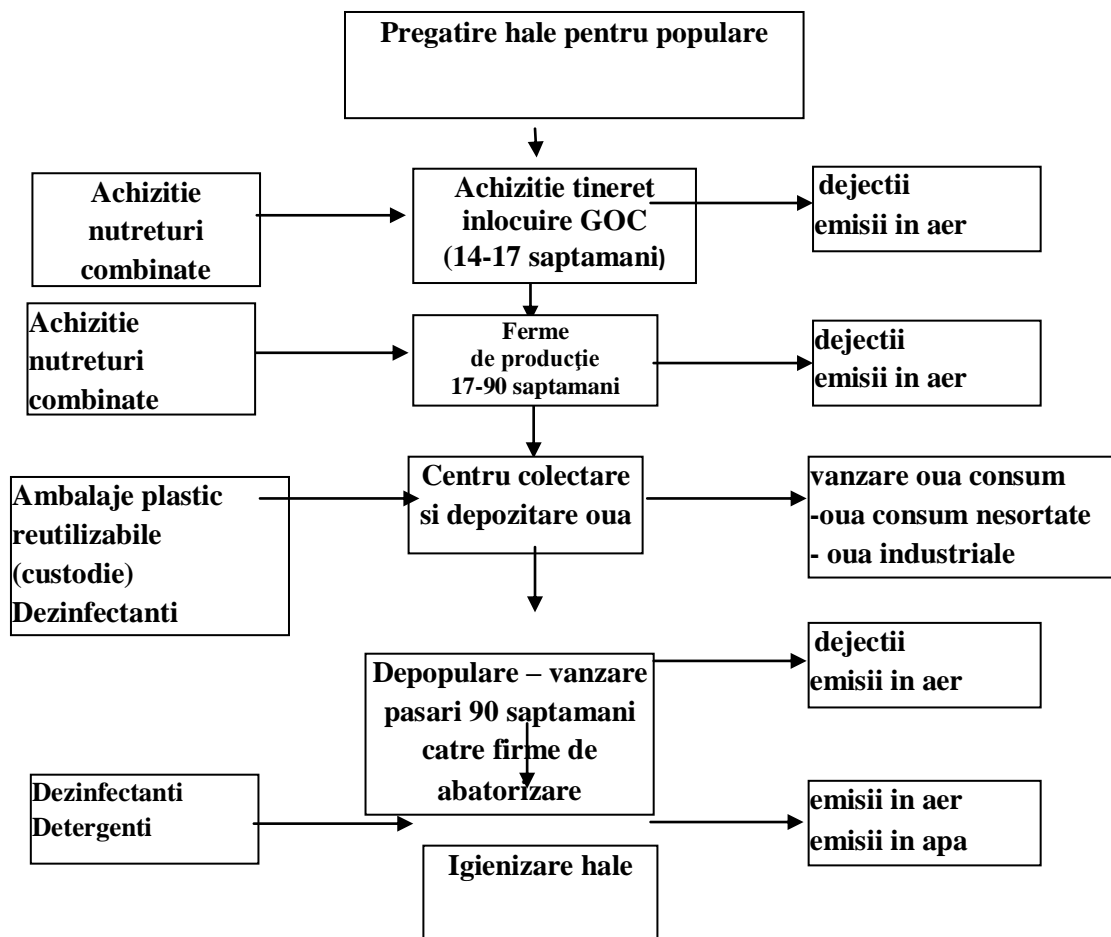 Pregatire hale pentru populare
Achizitie
nutreturi
combinate
Achizitie tineret
inlocuire GOC
(14-17 saptamani)
dejectii
emisii in aer
Achizitie
nutreturi
combinate
Ferme
de producţie
17-90 saptamani
dejectii
emisii in aer
Ambalaje plastic
reutilizabile
(custodie)
Dezinfectanti
Centru colectare
si depozitare oua
vanzare oua consum
-oua consum nesortate
- oua industriale
Depopulare – vanzare
pasari 90 saptamani
catre firme de
abatorizare
dejectii
emisii in aer
Dezinfectanti
Detergenti
Igienizare hale
emisii in aer
emisii in apa